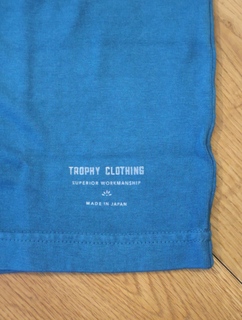 TROPHY CLOTHING
SUPERIOR WORKMANSHIP
MADE IN JAPAN